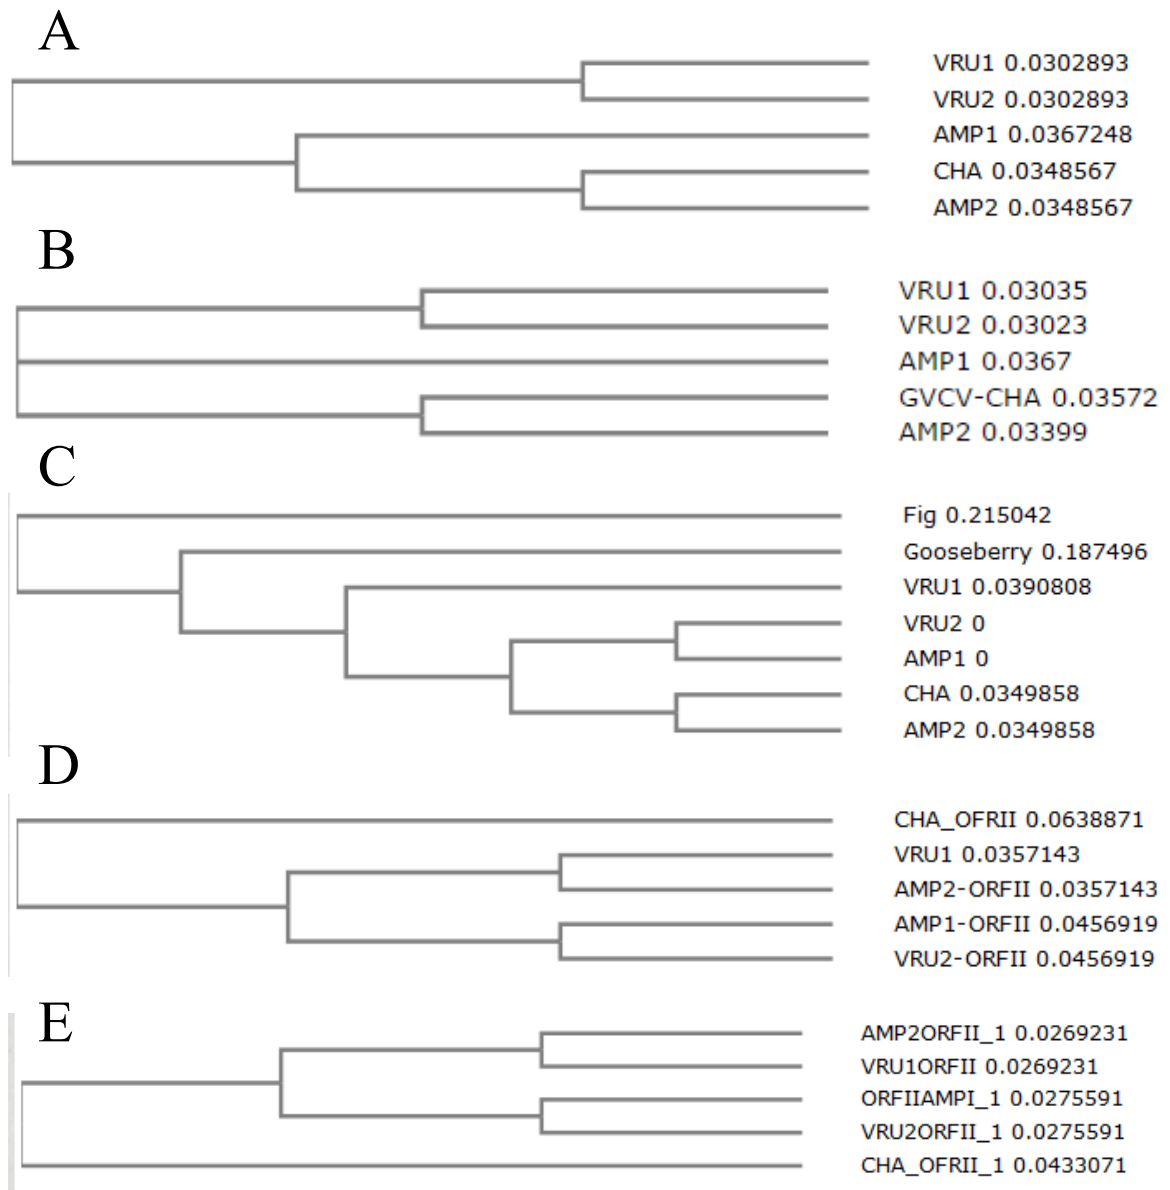 A
VRU1 0.0302893
VRU2 0.0302893
AMP1 0.0367248
CHA 0.0348567
AMP2 0.0348567
B
VRU1 0.03035
VRU2 0.03023
AMP1 0.0367
GVCV-CHA 0.03572
AMP2 0.03399
C
Fig 0.215042
Gooseberry 0.187496
VRU1 0.0390808
VRU2 0
AMP1 0
CHA 0.0349858
AMP2 0.0349858
D
CHA_OFRII 0.0638871
VRU1 0.0357143
AMP2-ORFII 0.0357143
AMP1-ORFII 0.0456919
VRU2-ORFII 0.0456919
E
AMP2ORFII_1 0.0269231
VRU1ORFII 0.0269231
ORFIIAMPI_1 0.0275591
VRU2ORFII_1 0.0275591
CHA_OFRII_1 0.0433071